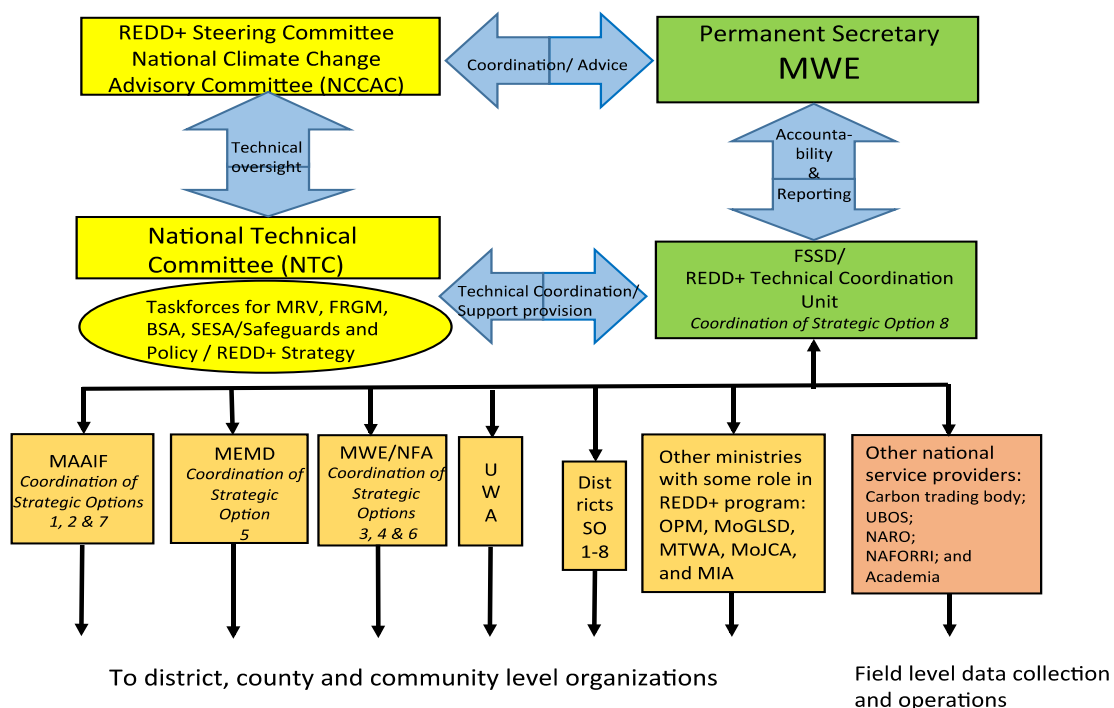 REDD+ Steering Committee
National Climate Change
Advisory Committee (NCCAC)
Coordination/ Advice
Permanent Secretary
MWE
Technical
oversight
Accounta-
bility
&
Reporting
National Technical
Committee (NTC)
Taskforces for MRV, FRGM,
BSA, SESA/Safeguards and
Policy / REDD+ Strategy
Technical Coordination/
Support provision
FSSD/
REDD+ Technical Coordination
Unit
Coordination of Strategic Option 8
MAAIF
Coordination of
Strategic Options
1, 2 & 7
MEMD
Coordination of
Strategic
Option
5
MWE/NFA
Coordination of
Strategic
Options
3, 4 & 6
U
W
A
Dist
ricts
SO
1-8
Other ministries
with some role in
REDD+ program:
OPM, MoGLSD,
MTWA, MoJCA,
and MIA
Other national
service providers:
Carbon trading body;
UBOS;
NARO;
NAFORRI; and
Academia
To district, county and community level organizations
Field level data collection
and operations